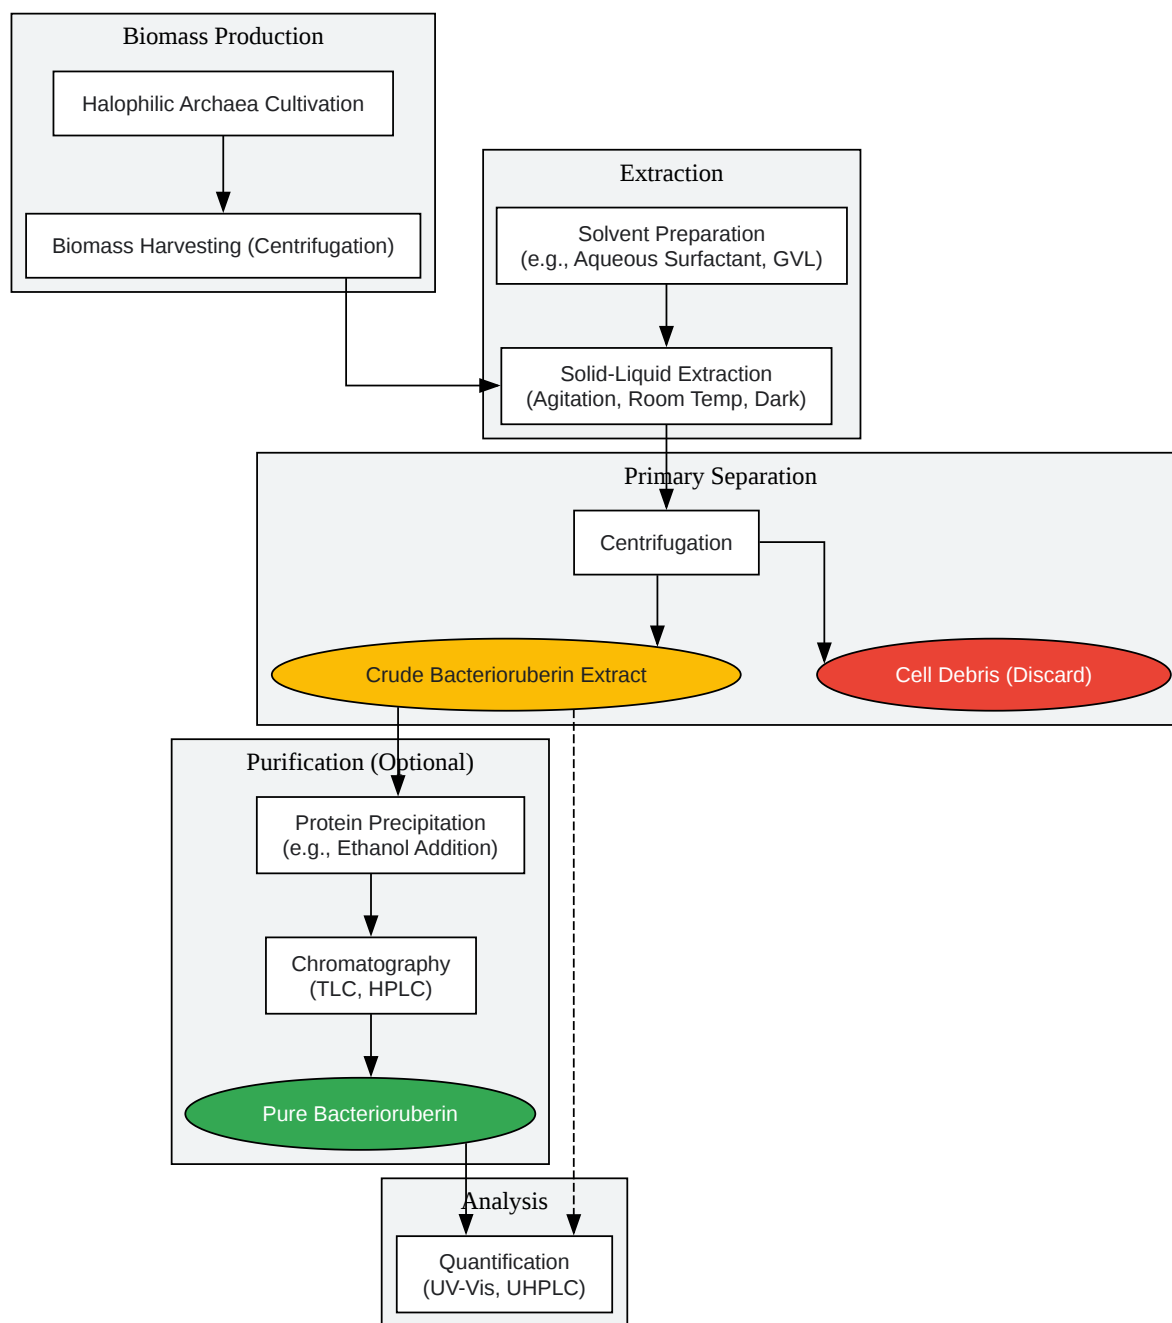 Biomass Production
Halophilic Archaea Cultivation
Biomass Harvesting (Centrifugation)
Extraction
Solvent Preparation
(e.g., Aqueous Surfactant, GVL)
Solid-Liquid Extraction
(Agitation, Room Temp, Dark)
Primary Separation
Centrifugation
Crude Bacterioruberin Extract
Cell Debris (Discard)
Purification (Optional)
Protein Precipitation
(e.g., Ethanol Addition)
Chromatography
(TLC, HPLC)
Pure Bacterioruberin
Analysis
Quantification
(UV-Vis, UHPLC)